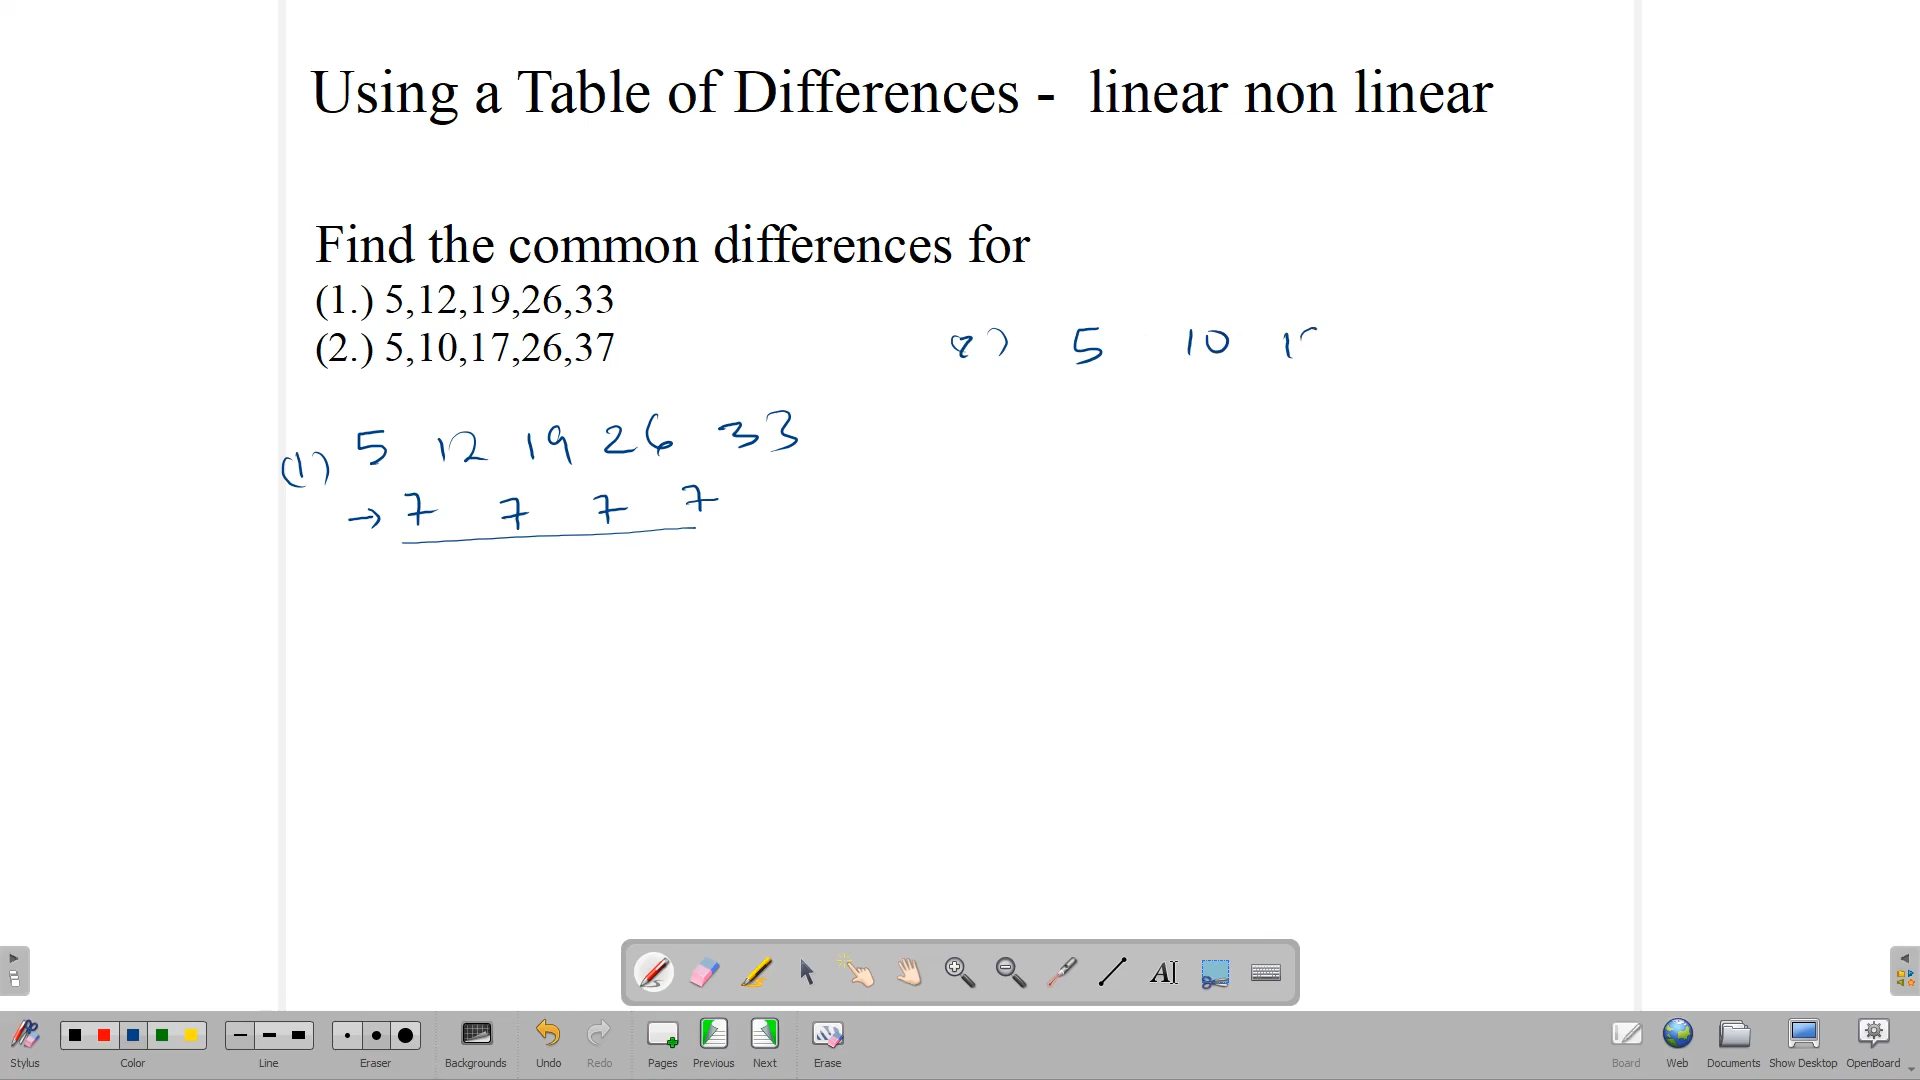 Using a Table of Differences - linear non linear
Find the common differences for
(1.) 5,12,19,26,33
(2.) 5,10,17,26,37
2) 5 10
(1) 5 12 19 26 33
→ 7 7 7 7
Stylus Color Line Eraser Backgrounds Undo Redo Pages Previous Next Erase Board Web Documents Show Desktop OpenBoard